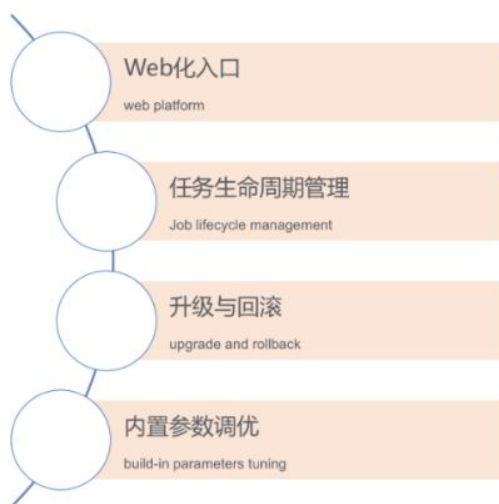 Web化入口
web platform
任务生命周期管理
Job lifecycle management
升级与回滚
upgrade and rollback
内置参数调优
build-in parameters tuning